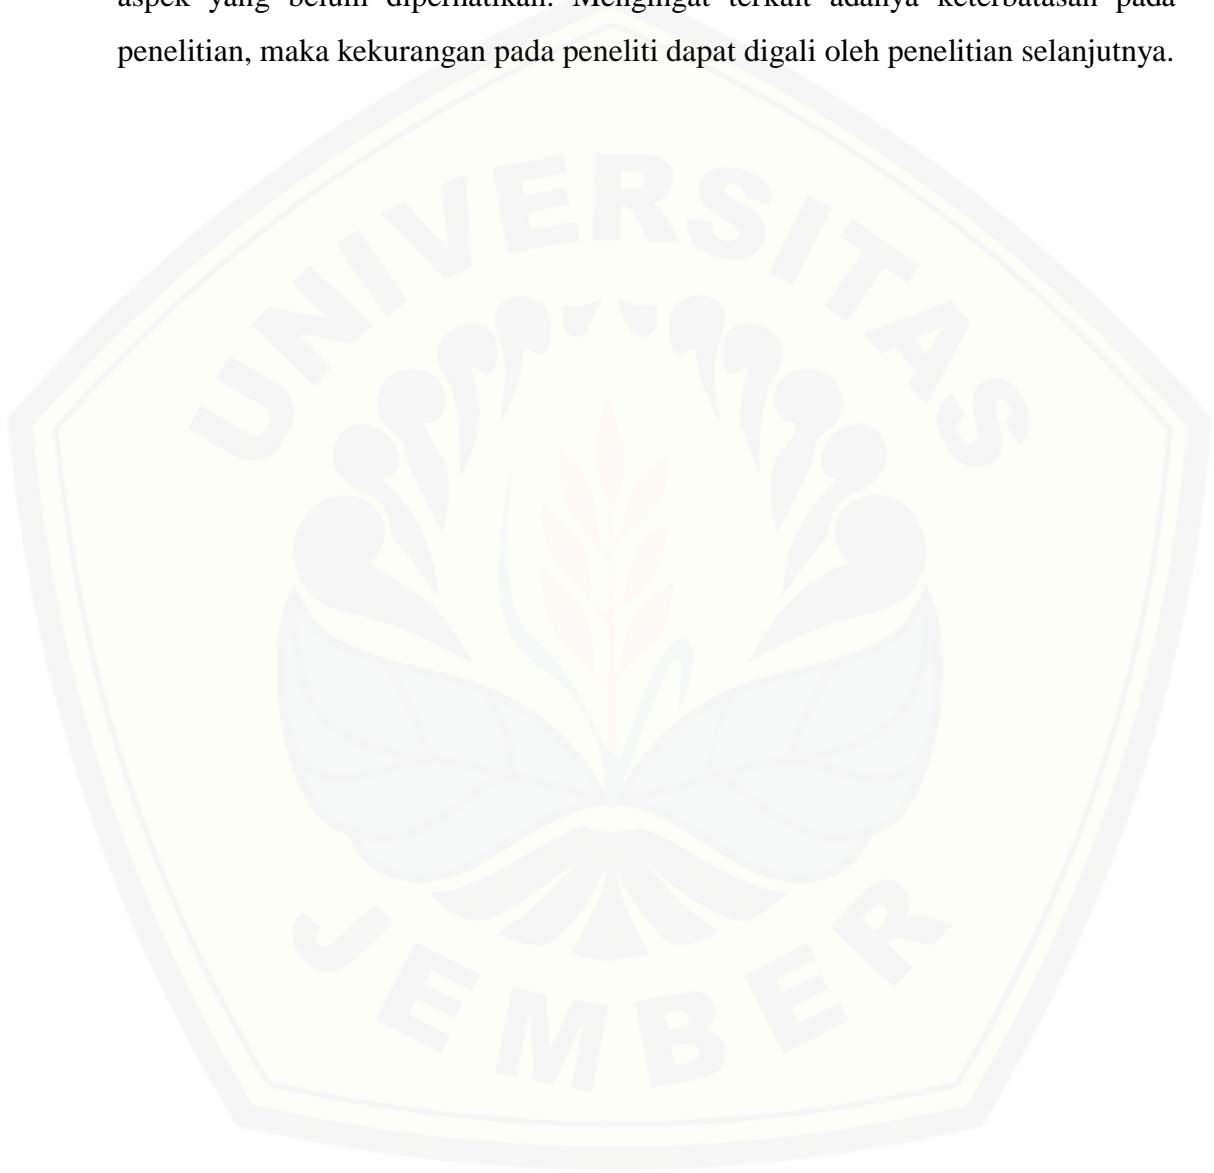 aspek yang belum diperhatikan. Mengingat terkait adanya keterbatasan pada
penelitian, maka kekurangan pada peneliti dapat digali oleh penelitian selanjutnya.
UNIVERSITAS
JEMBER